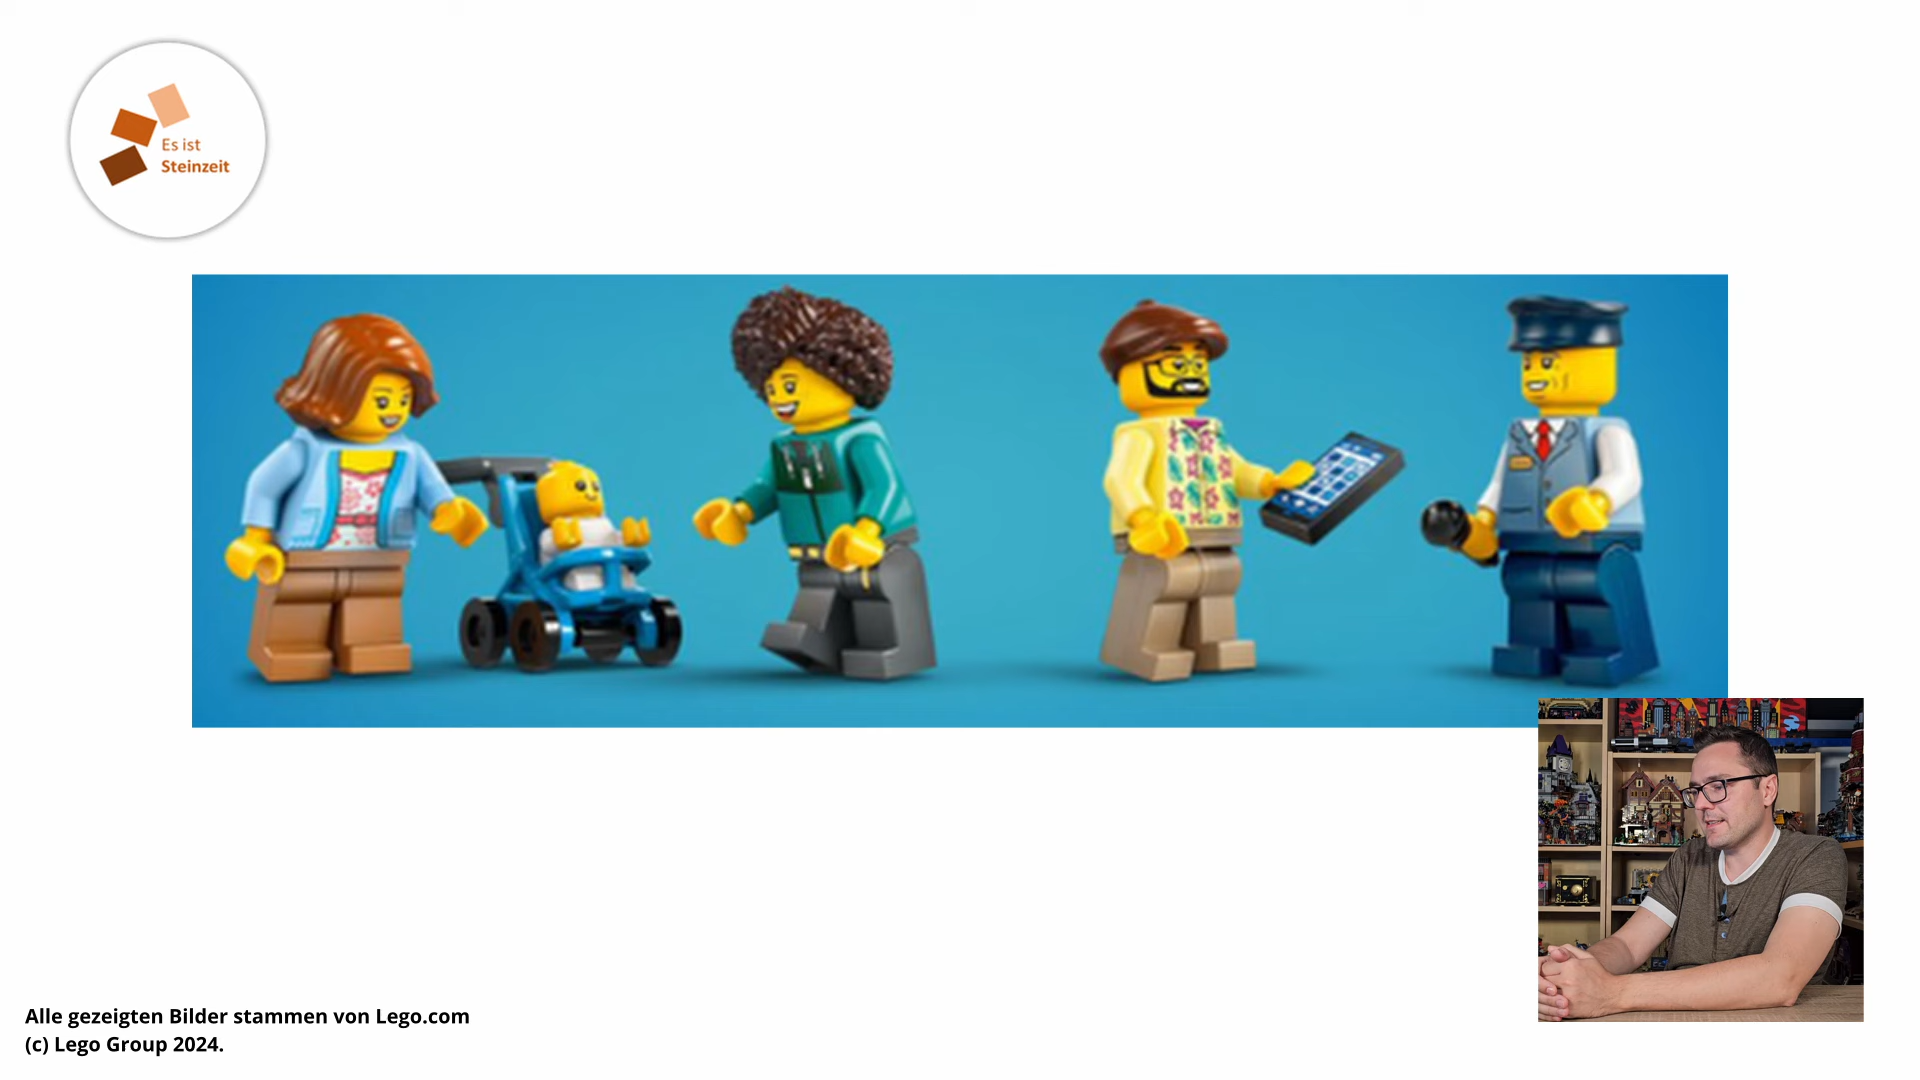 Es ist
Steinzeit
Alle gezeigten Bilder stammen von Lego.com
(c) Lego Group 2024.